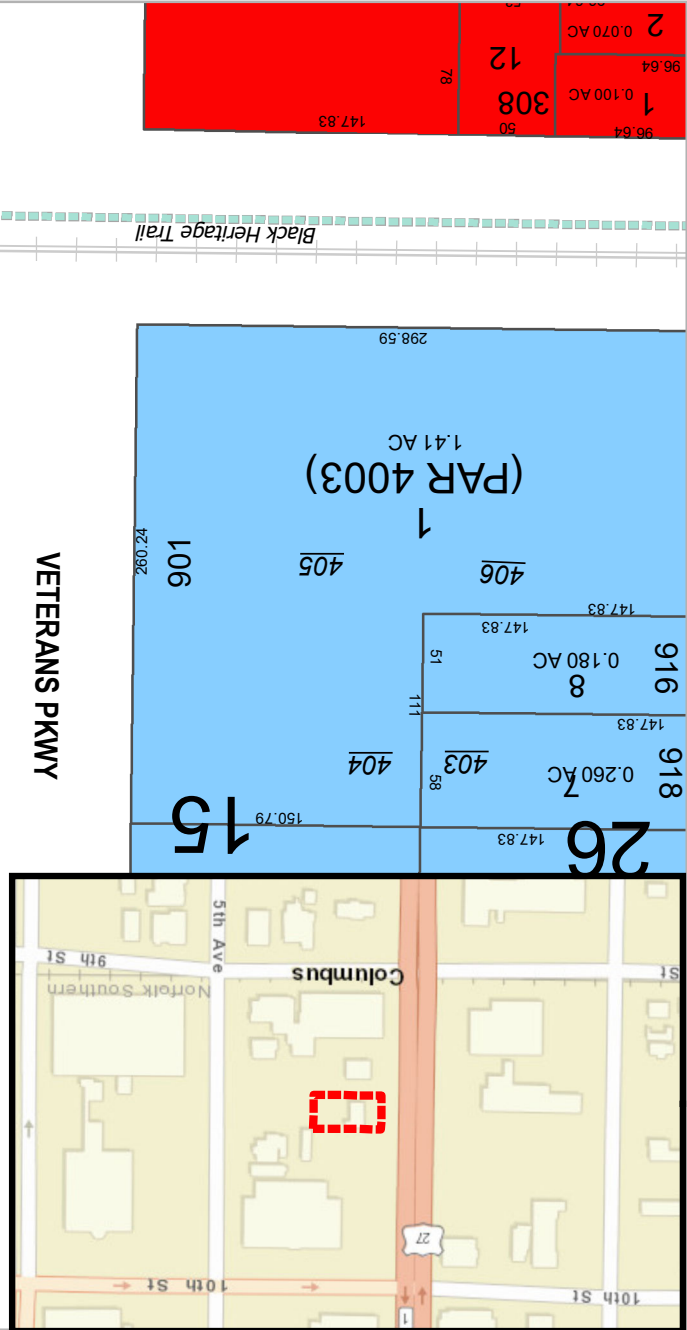 1
10th St
10th St
27
Norfolk Southern
St
Columbus
9th St
5th Ave
26
147.83
15
150.79
918
7
0.260 AC
58
403
404
147.83
111
916
8
0.180 AC
51
147.83
147.83
406
405
901
260.24
VETERANS PKWY
1
(PAR 4003)
1.41 AC
298.59
Black Heritage Trail
96.64
50
147.83
1
0.100 AC
308
96.64
12
78
2
0.070 AC